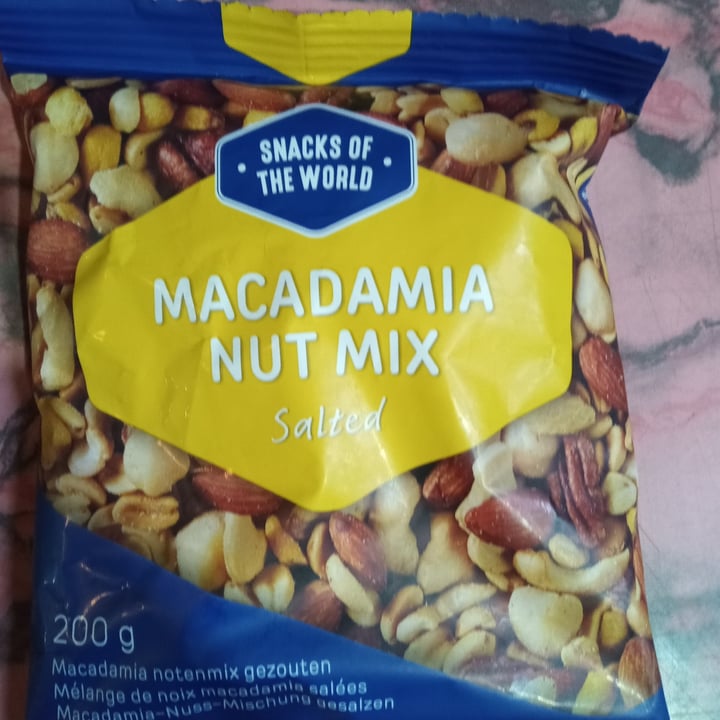 SNACKS OF
THE WORLD
MACADAMIA
NUT MIX
Salted
200 g
Macadamia notenmix gezouten
Mélange de noix macadamia salées
Macadamia-Nuss-Mischung gesalzen